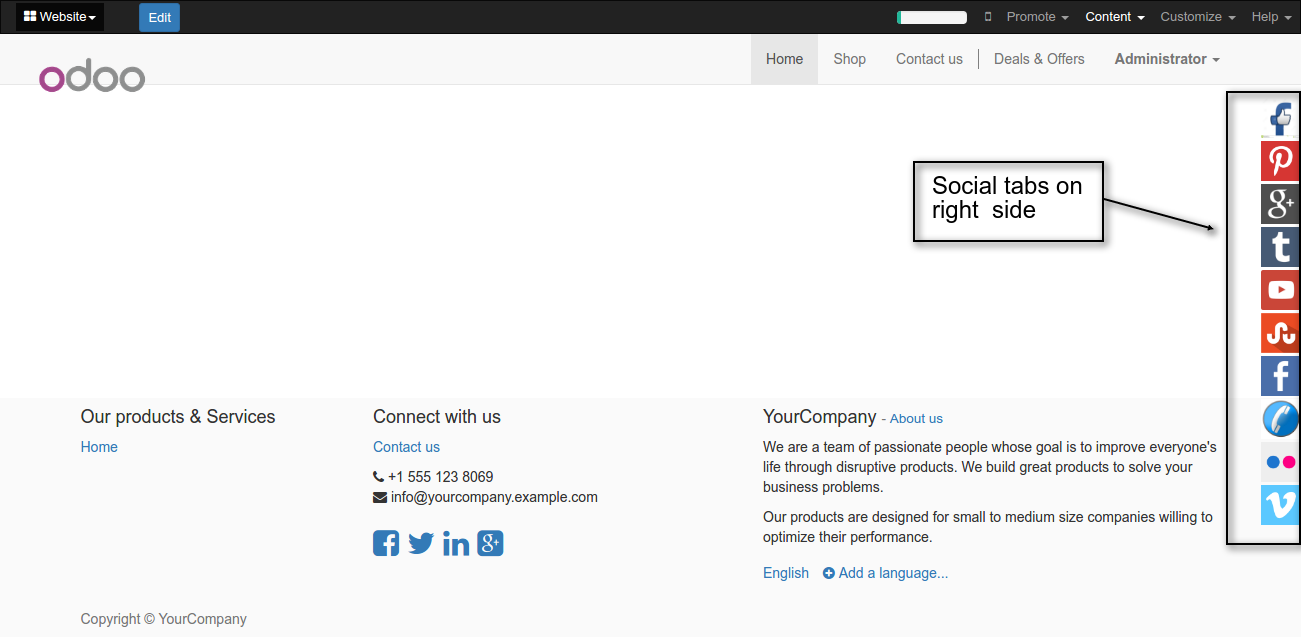 Website
Edit
Promote
Content
Customize
Help
odoo
Home
Shop
Contact us
Deals & Offers
Administrator
Social tabs on
right side
Our products & Services
Home
Connect with us
Contact us
+1 555 123 8069
info@yourcompany.example.com
YourCompany - About us
We are a team of passionate people whose goal is to improve everyone's
life through disruptive products. We build great products to solve your
business problems.
Our products are designed for small to medium size companies willing to
optimize their performance.
English
Add a language...
Copyright © YourCompany